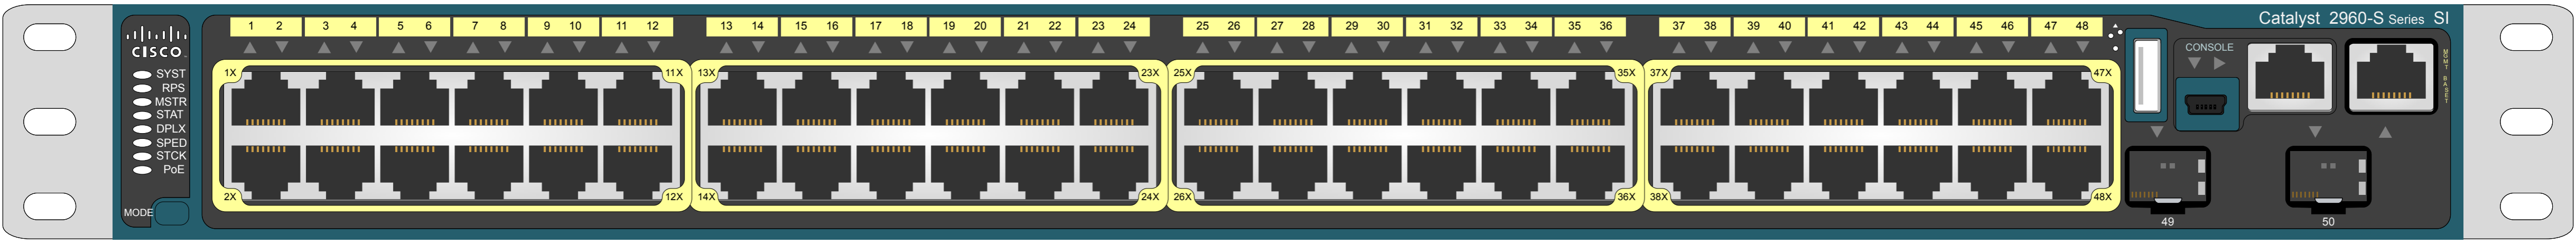 Catalyst 2960-S Series SI
1 2 3 4 5 6 7 8 9 10 11 12 13 14 15 16 17 18 19 20 21 22 23 24 25 26 27 28 29 30 31 32 33 34 35 36 37 38 39 40 41 42 43 44 45 46 47 48
CISCO
CONSOLE
MGMT BASET
1X 11X 13X 23X 25X 35X 37X 47X
SYST
RPS
MSTR
STAT
DPLX
SPED
STCK
PoE
2X 12X 14X 24X 26X 36X 38X 48X
MODE
49 50